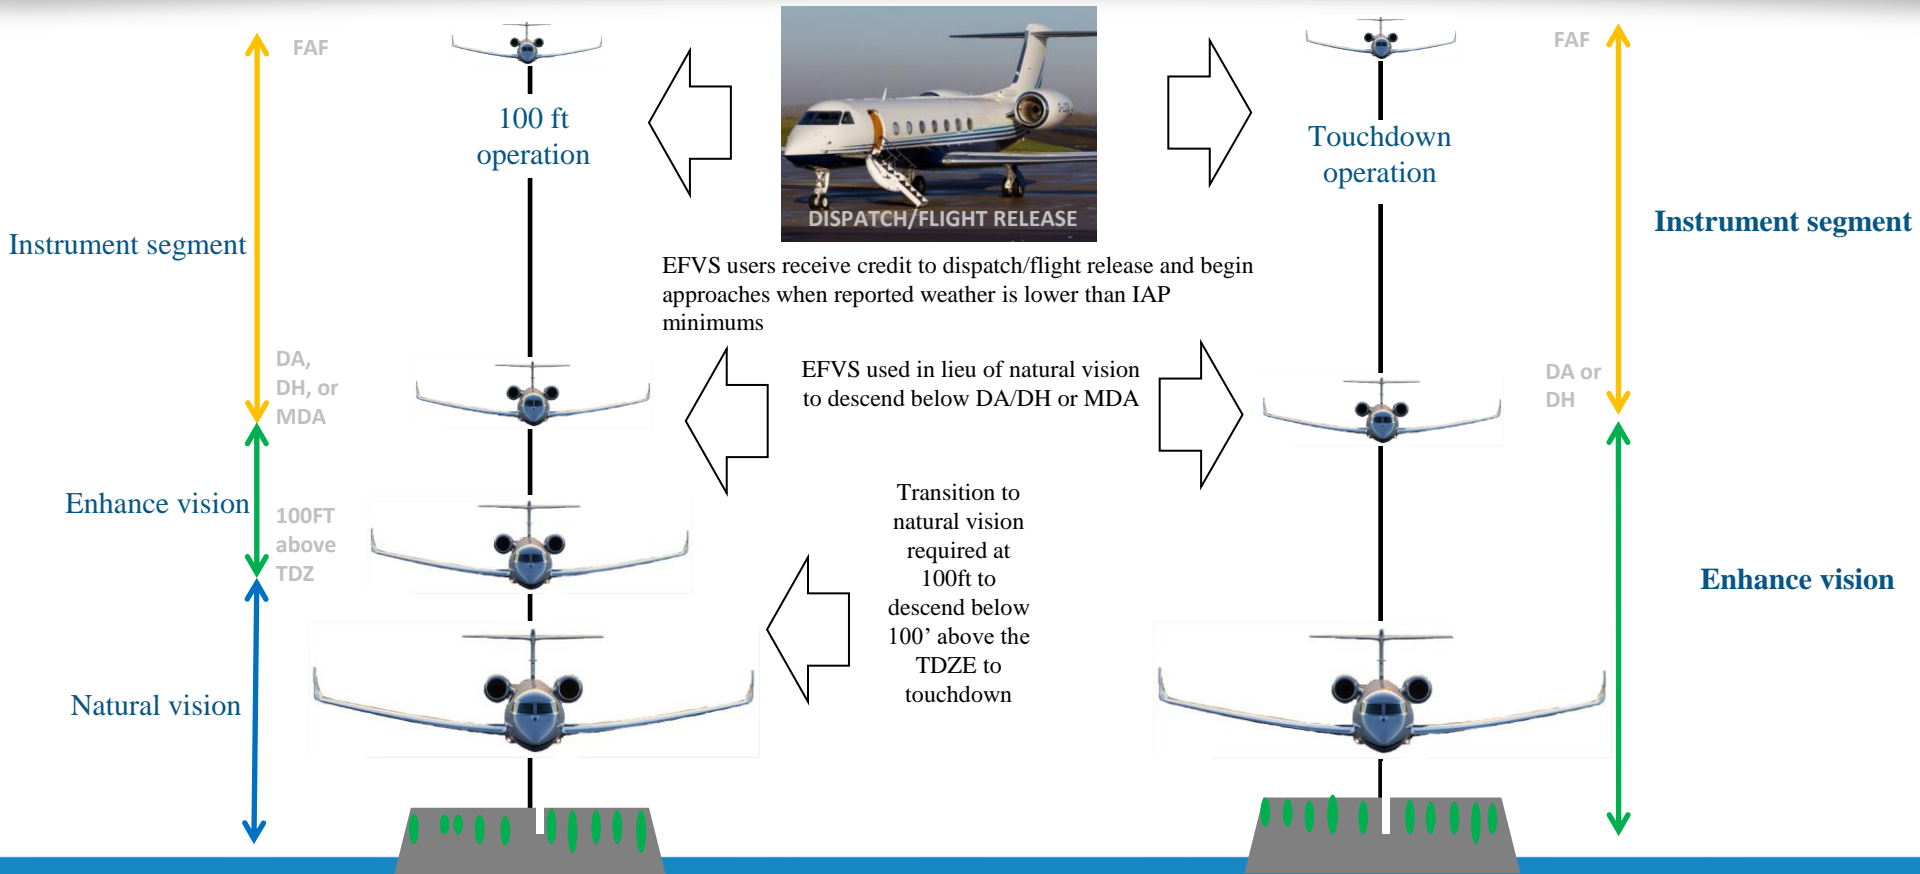 FAF
100 ft
operation
DISPATCH/FLIGHT RELEASE
FAF
Touchdown
operation
Instrument segment
Instrument segment
EFVS users receive credit to dispatch/flight release and begin
approaches when reported weather is lower than IAP
minimums
DA,
DH, or
MDA
EFVS used in lieu of natural vision
to descend below DA/DH or MDA
DA or
DH
Enhance vision
100FT
above
TDZ
Transition to
natural vision
required at
100ft to
descend below
100’ above the
TDZE to
touchdown
Enhance vision
Natural vision